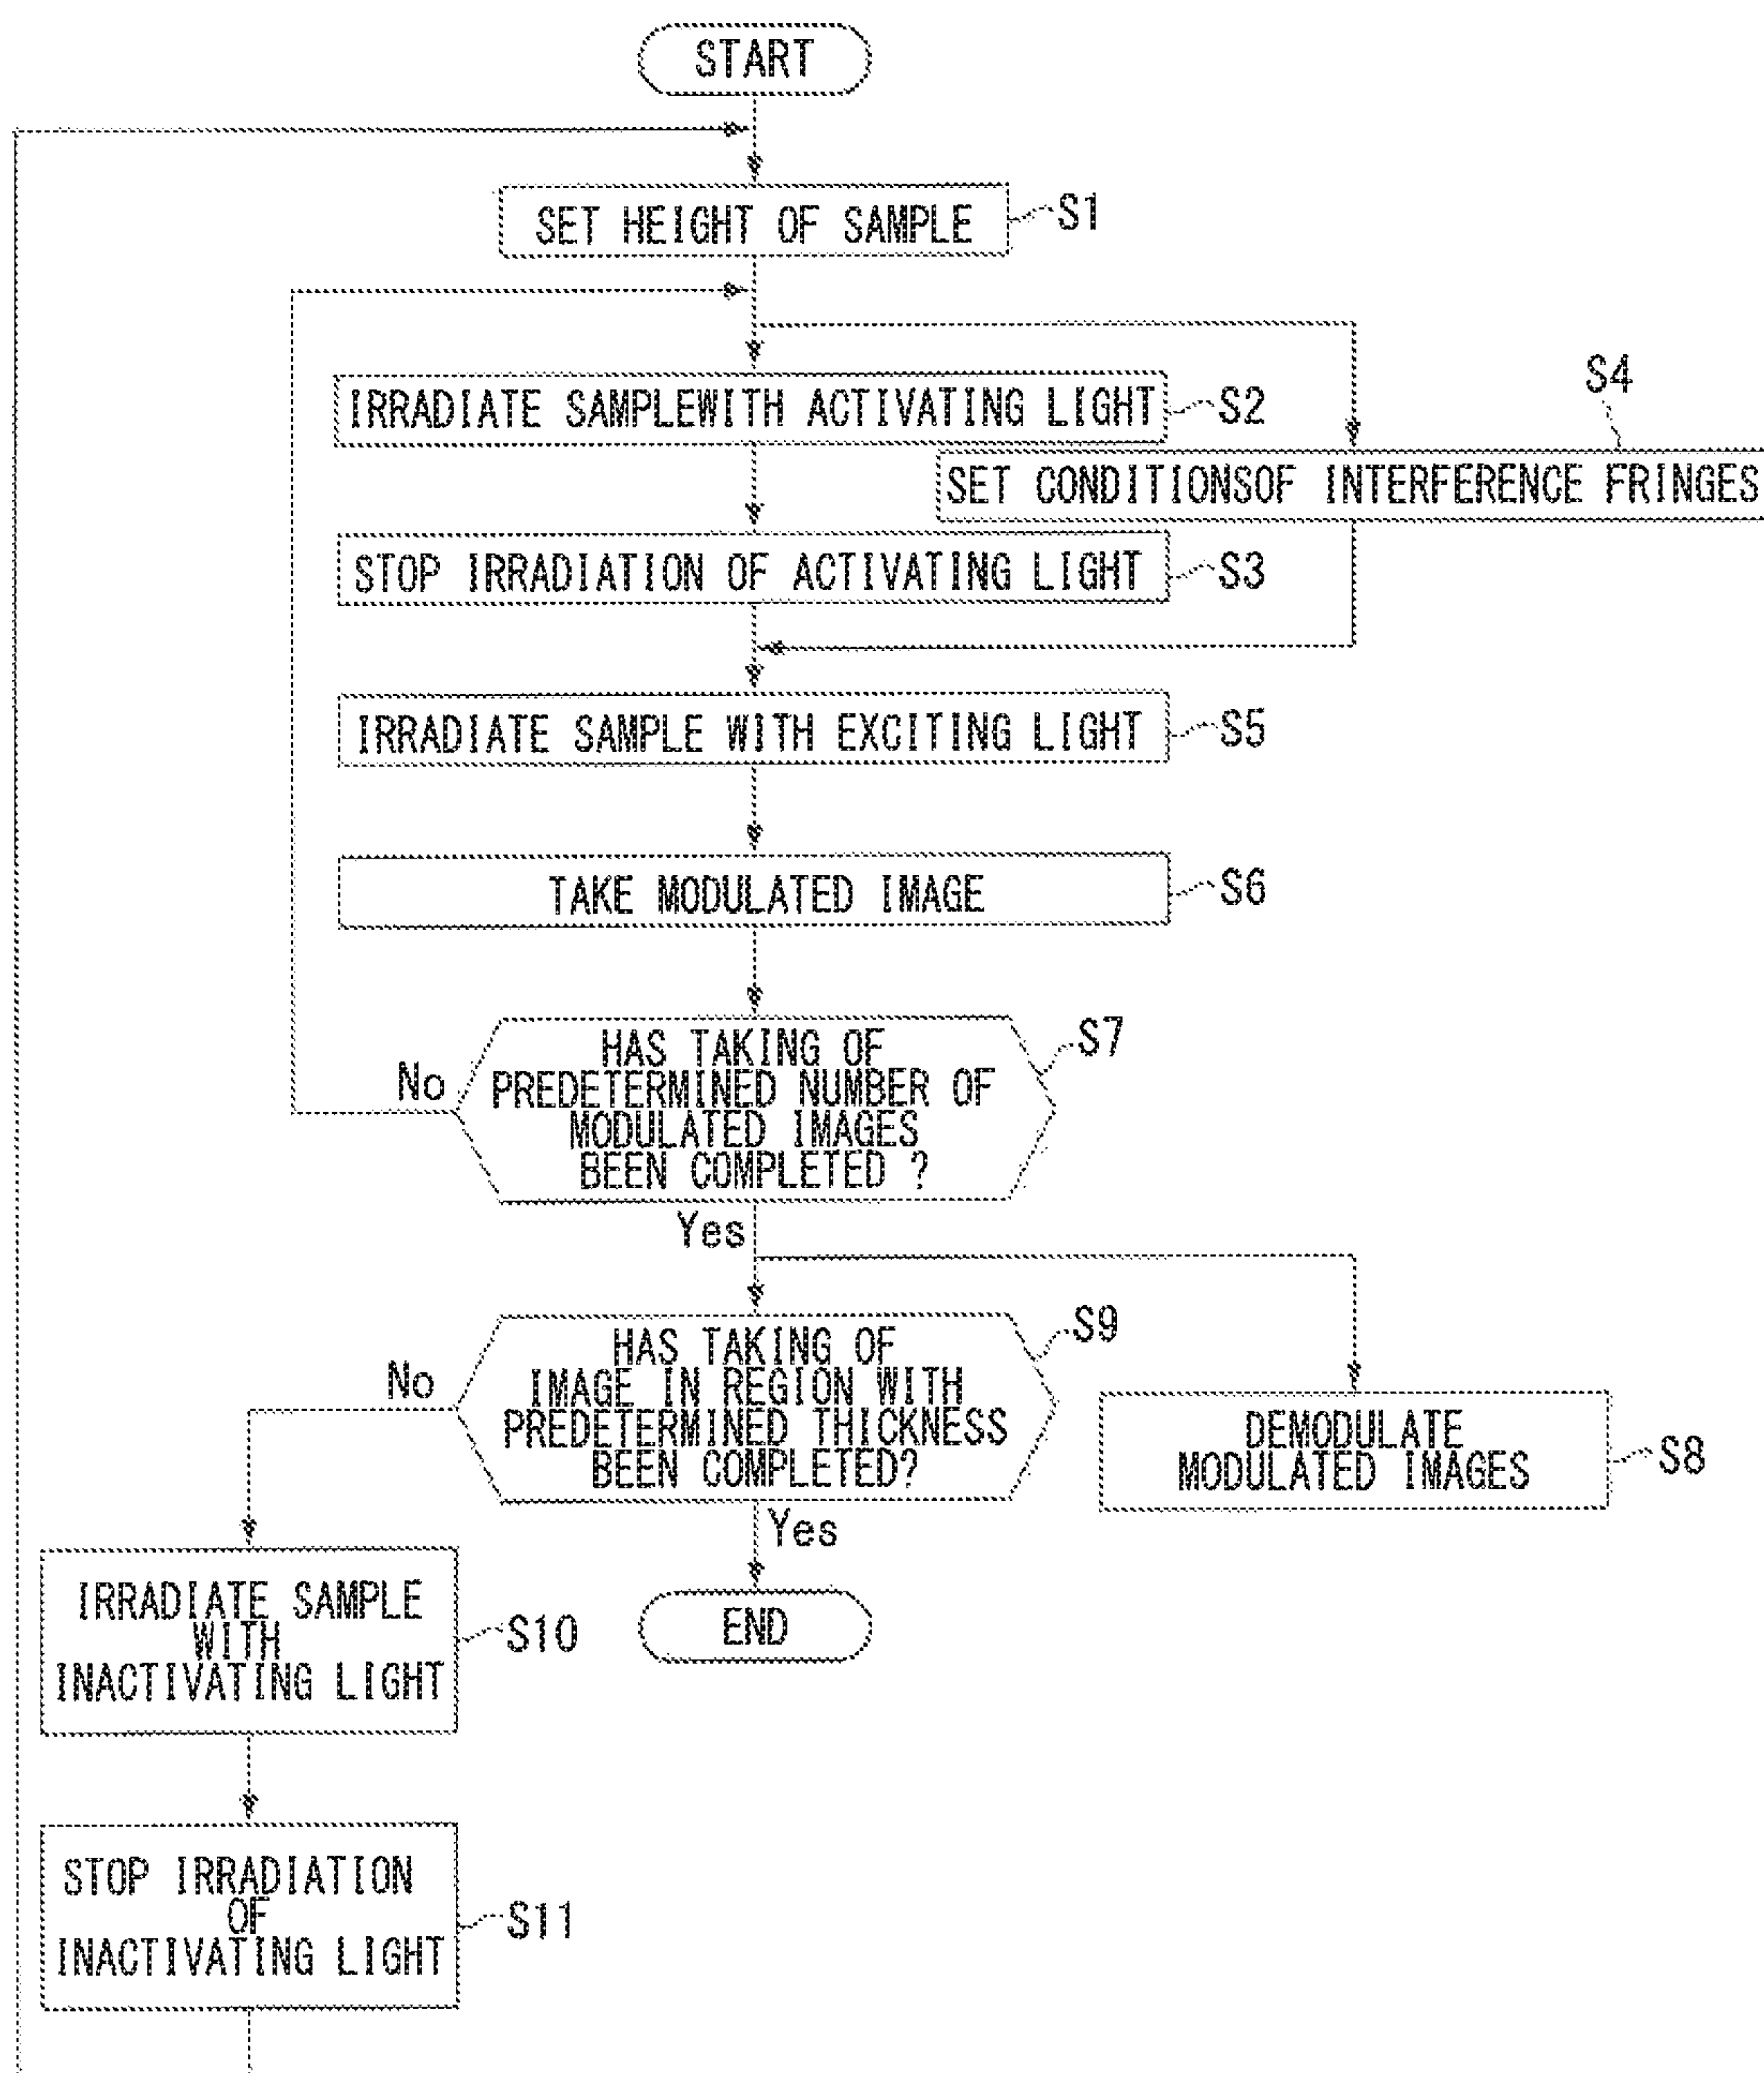 START
SET HEIGHT OF SAMPLE
S1
IRRADIATE SAMPLEWITH ACTIVATING LIGHT
S2
S4
SET CONDITIONSOF INTERFERENCE FRINGES
STOP IRRADIATION OF ACTIVATING LIGHT
S3
IRRADIATE SAMPLE WITH EXCITING LIGHT
S5
TAKE MODULATED IMAGE
S6
HAS TAKING OF
PREDETERMINED NUMBER OF
MODULATED IMAGES
BEEN COMPLETED ?
S7
No
Yes
HAS TAKING OF
IMAGE IN REGION WITH
PREDETERMINED THICKNESS
BEEN COMPLETED?
S9
No
Yes
DEMODULATE
MODULATED IMAGES
S8
IRRADIATE SAMPLE
WITH
INACTIVATING LIGHT
S10
END
STOP IRRADIATION
OF
INACTIVATING LIGHT
S11